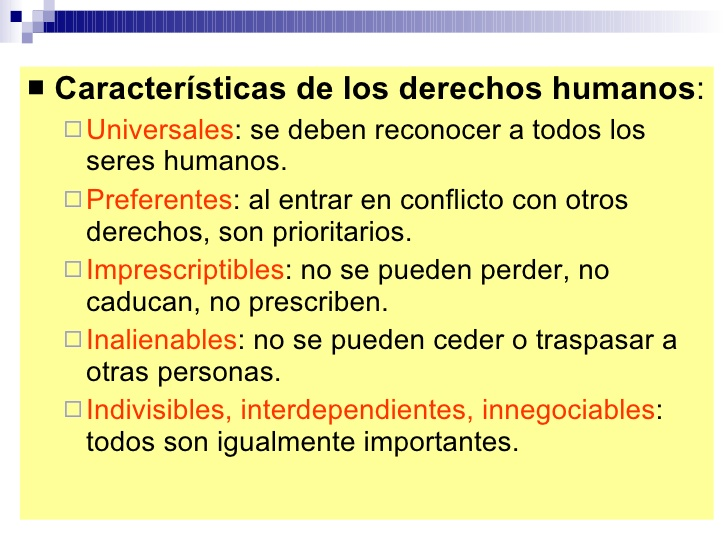 Características de los derechos humanos:
Universales: se deben reconocer a todos los
seres humanos.
Preferentes: al entrar en conflicto con otros
derechos, son prioritarios.
Imprescriptibles: no se pueden perder, no
caducan, no prescriben.
Inalienables: no se pueden ceder o traspasar a
otras personas.
Indivisibles, interdependientes, innegociables:
todos son igualmente importantes.